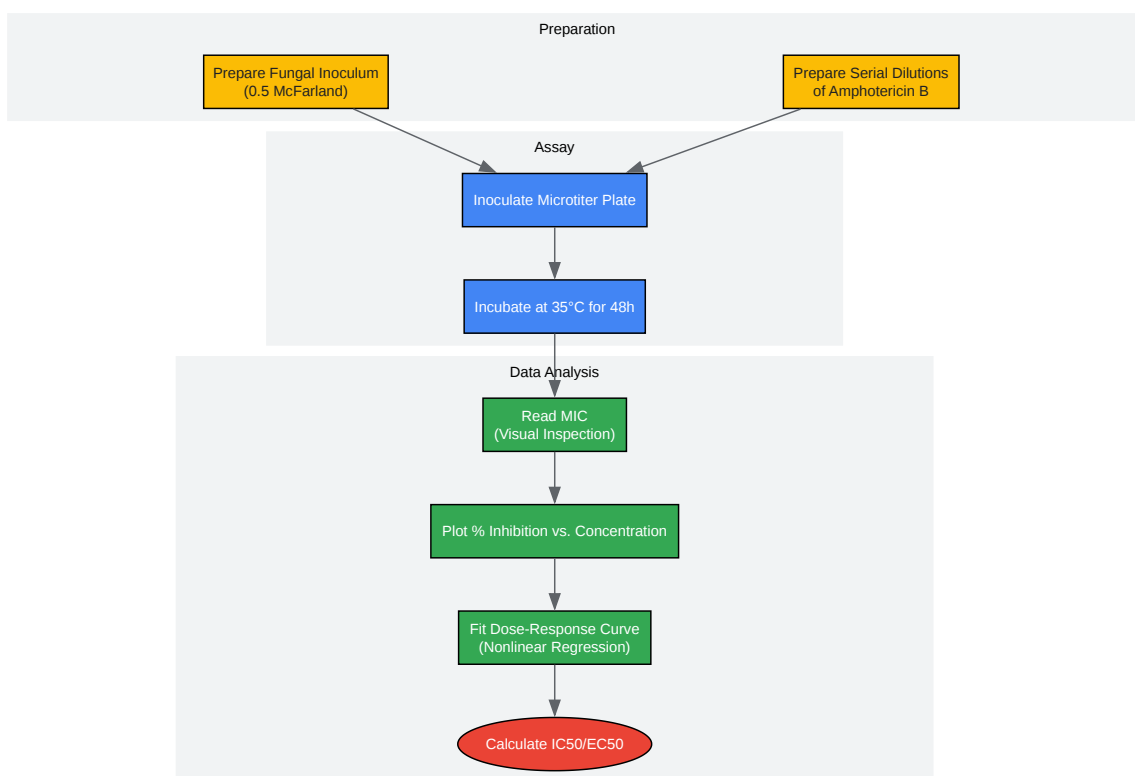 Preparation
Prepare Fungal Inoculum
(0.5 McFarland)
Prepare Serial Dilutions
of Amphotericin B
Assay
Inoculate Microtiter Plate
Incubate at 35°C for 48h
Data Analysis
Read MIC
(Visual Inspection)
Plot % Inhibition vs. Concentration
Fit Dose-Response Curve
(Nonlinear Regression)
Calculate IC50/EC50